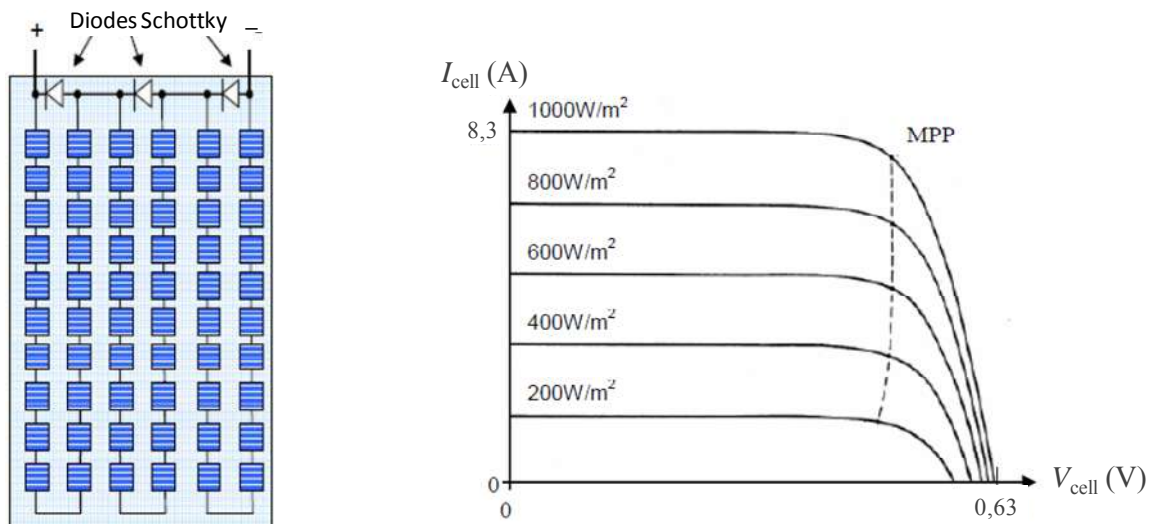 Diodes Schottky
+ –
I_cell (A)
8,3
1000W/m²
MPP
800W/m²
600W/m²
400W/m²
200W/m²
0
V_cell (V)
0
0,63